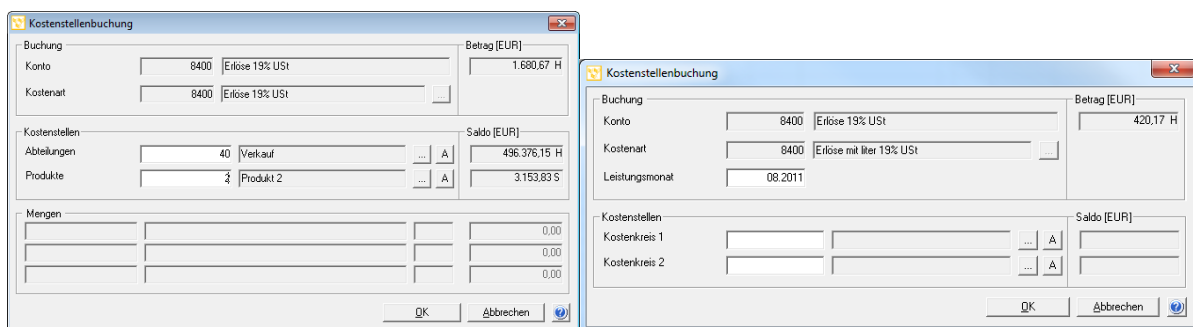 Kostenstellenbuchung
Buchung
Betrag [EUR]
Konto 8400 Erlöse 19% USt 1.680,67 H
Kostenart 8400 Erlöse 19% USt ...
Kostenstellen
Saldo [EUR]
Abteilungen 40 Verkauf ... A 496.376,15 H
Produkte 2 Produkt 2 ... A 3.153,83 S
Mengen
0,00
0,00
0,00
OK Abbrechen ?
Kostenstellenbuchung
Buchung
Betrag [EUR]
Konto 8400 Erlöse 19% USt 420,17 H
Kostenart 8400 Erlöse mit liter 19% USt ...
Leistungsmonat 08.2011
Kostenstellen
Saldo [EUR]
Kostenkreis 1 ... A
Kostenkreis 2 ... A
OK Abbrechen ?